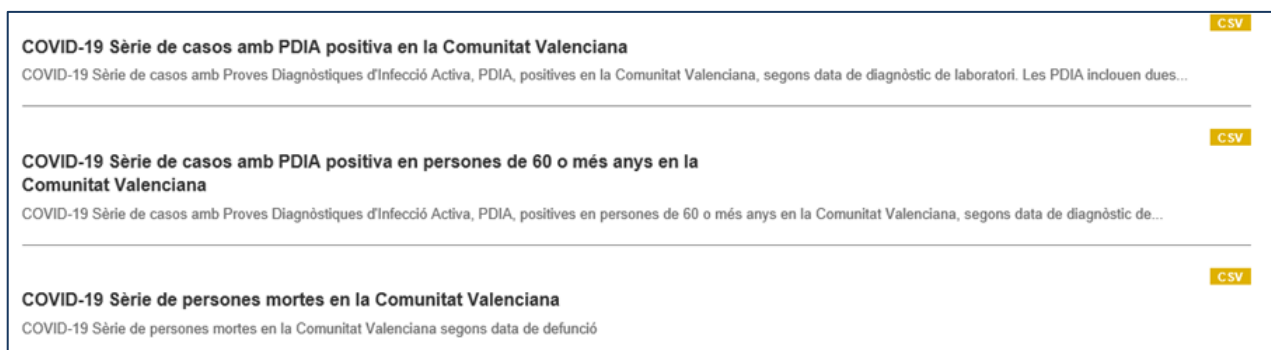 CSV
COVID-19 Sèrie de casos amb PDIA positiva en la Comunitat Valenciana
COVID-19 Sèrie de casos amb Proves Diagnòstiques d'Infecció Activa, PDIA, positives en la Comunitat Valenciana, segons data de diagnòstic de laboratori. Les PDIA inclouen dues...
CSV
COVID-19 Sèrie de casos amb PDIA positiva en persones de 60 o més anys en la
Comunitat Valenciana
COVID-19 Sèrie de casos amb Proves Diagnòstiques d'Infecció Activa, PDIA, positives en persones de 60 o més anys en la Comunitat Valenciana, segons data de diagnòstic de...
CSV
COVID-19 Sèrie de persones mortes en la Comunitat Valenciana
COVID-19 Sèrie de persones mortes en la Comunitat Valenciana segons data de defunció